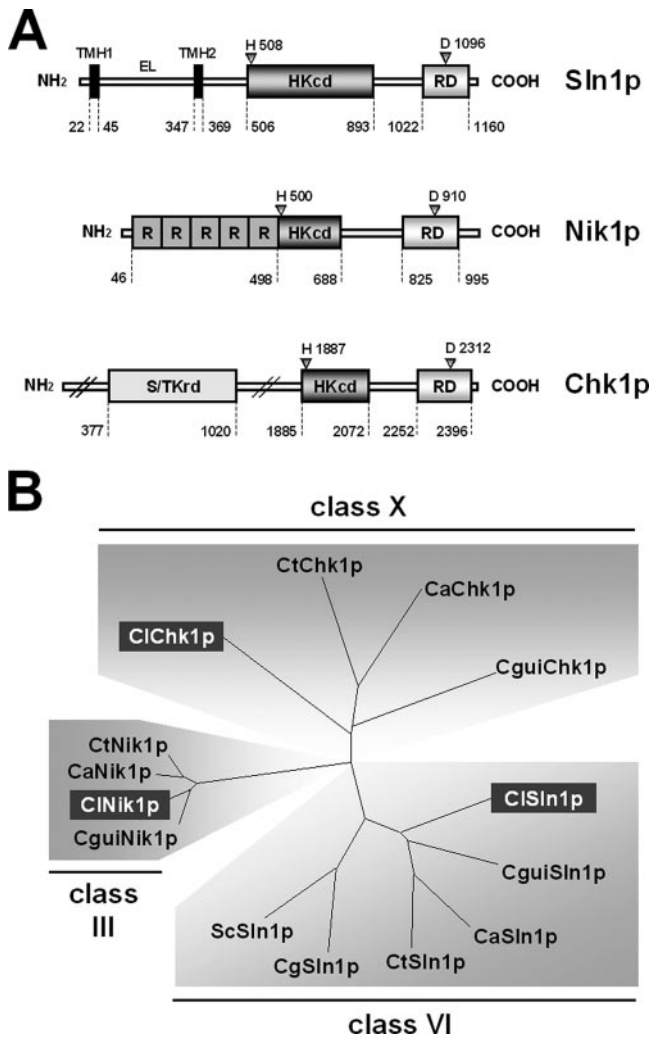 A
TMH1 EL TMH2 H 508 D 1096
NH2 HKcd RD COOH Sln1p
22 45 347 369 506 893 1022 1160
H 500 D 910
NH2 R R R R R HKcd RD COOH Nik1p
46 498 688 825 995
H 1887 D 2312
NH2 S/TKrd HKcd RD COOH Chk1p
377 1020 1885 2072 2252 2396
B
class X
CtChk1p
CaChk1p
ClChk1p
CguiChk1p
CtNik1p
CaNik1p
ClNik1p
CguiNik1p
class
III
ClSln1p
CguiSln1p
CaSln1p
CtSln1p
CgSln1p
ScSln1p
class VI